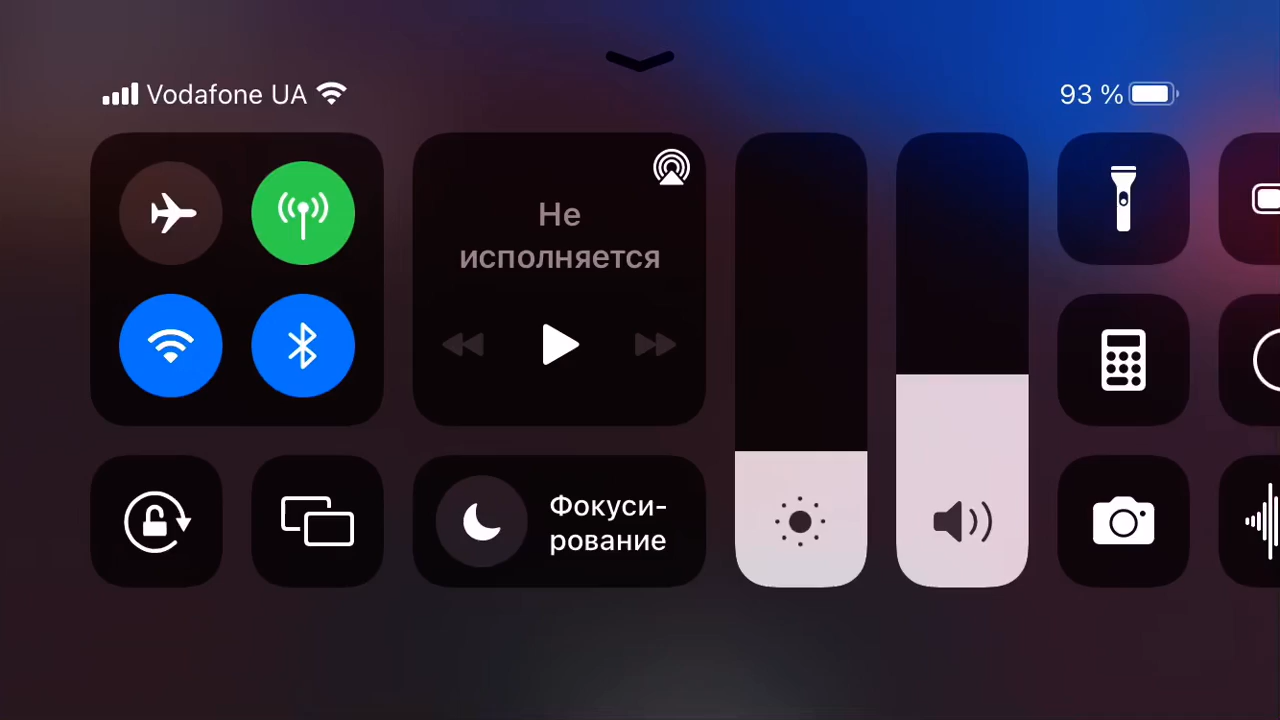 Vodafone UA
93 %
Не
исполняется
Фокуси-
рование